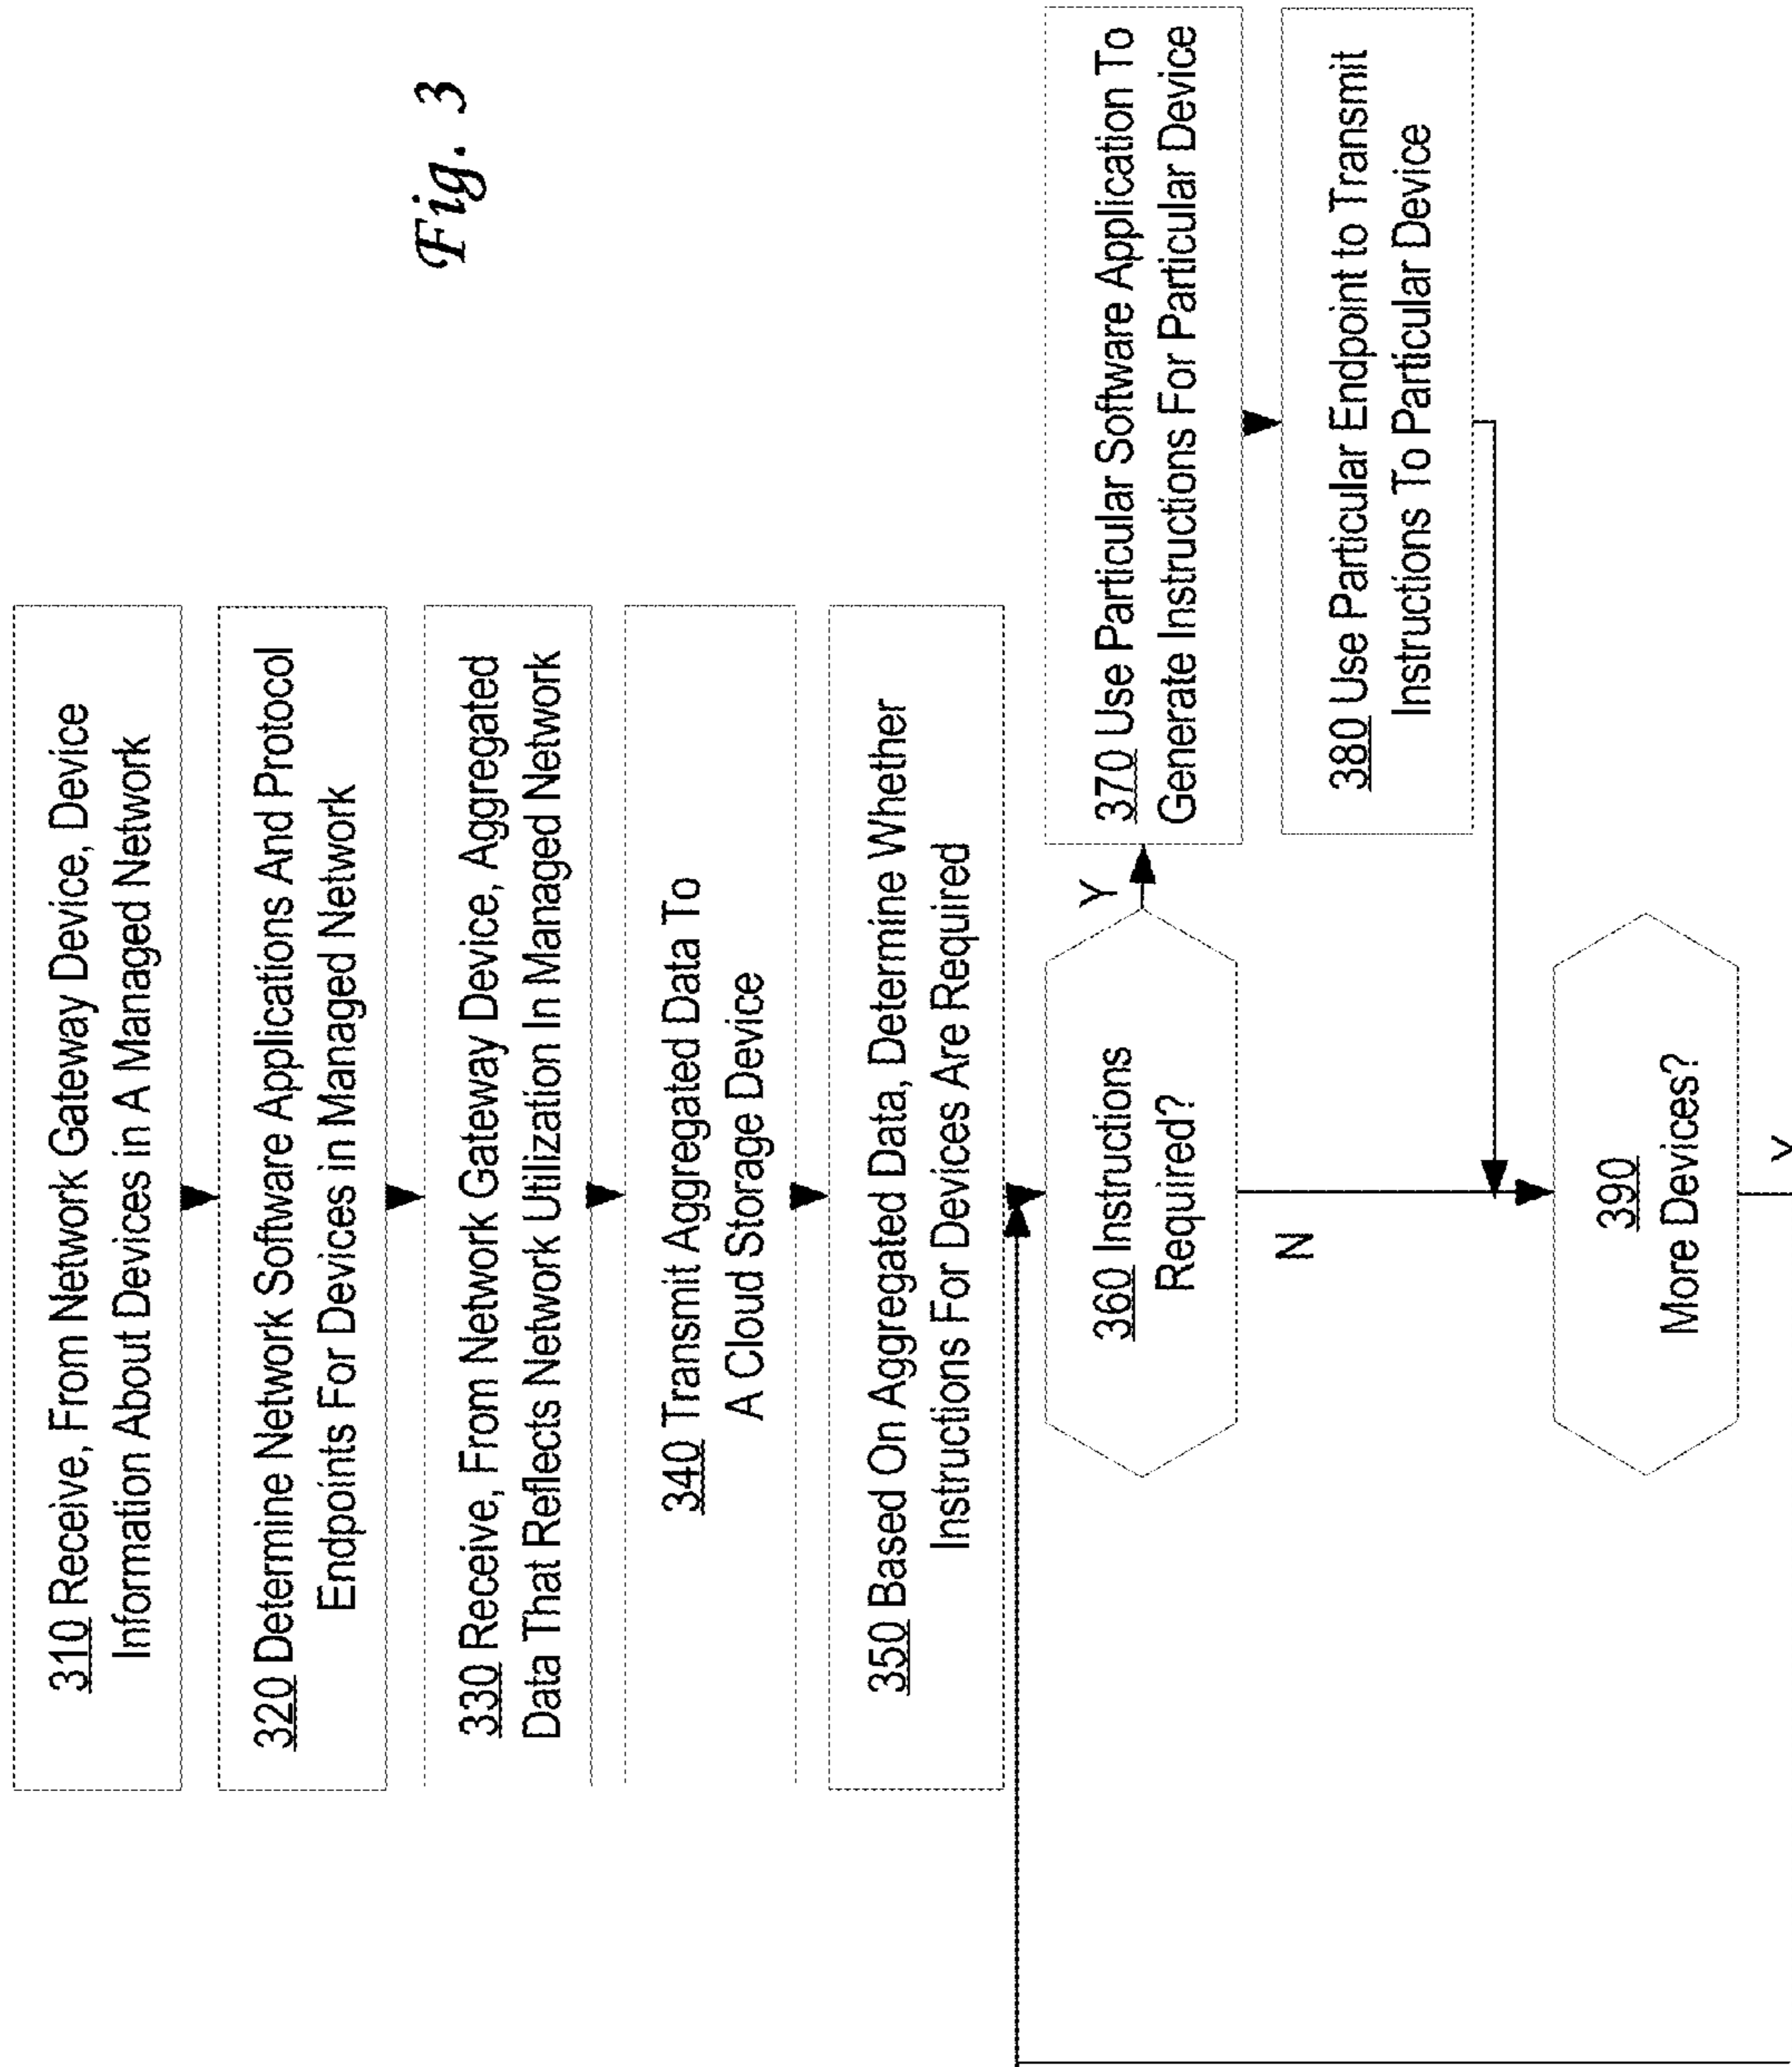 310 Receive, From Network Gateway Device, Device
Information About Devices in A Managed Network
320 Determine Network Software Applications And Protocol
Endpoints For Devices in Managed Network
330 Receive, From Network Gateway Device, Aggregated
Data That Reflects Network Utilization In Managed Network
340 Transmit Aggregated Data To
A Cloud Storage Device
350 Based On Aggregated Data, Determine Whether
Instructions For Devices Are Required
360 Instructions
Required?
Y
N
370 Use Particular Software Application To
Generate Instructions For Particular Device
380 Use Particular Endpoint to Transmit
Instructions To Particular Device
390
More Devices?
Y
Fig. 3